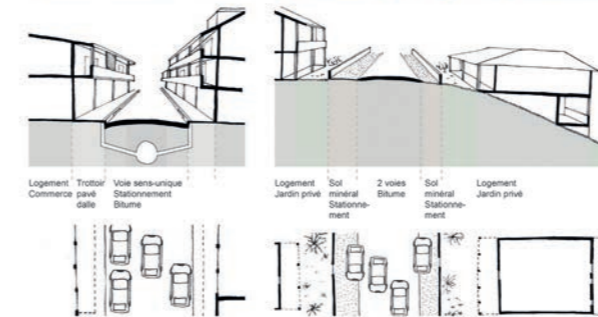 Logement
Commerce
Trottoir
pavé
dalle
Voie sens-unique
Stationnement
Bitume
Logement
Jardin privé
Sol
minéral
Stationne-
ment
2 voies
Bitume
Sol
minéral
Stationne-
ment
Logement
Jardin privé